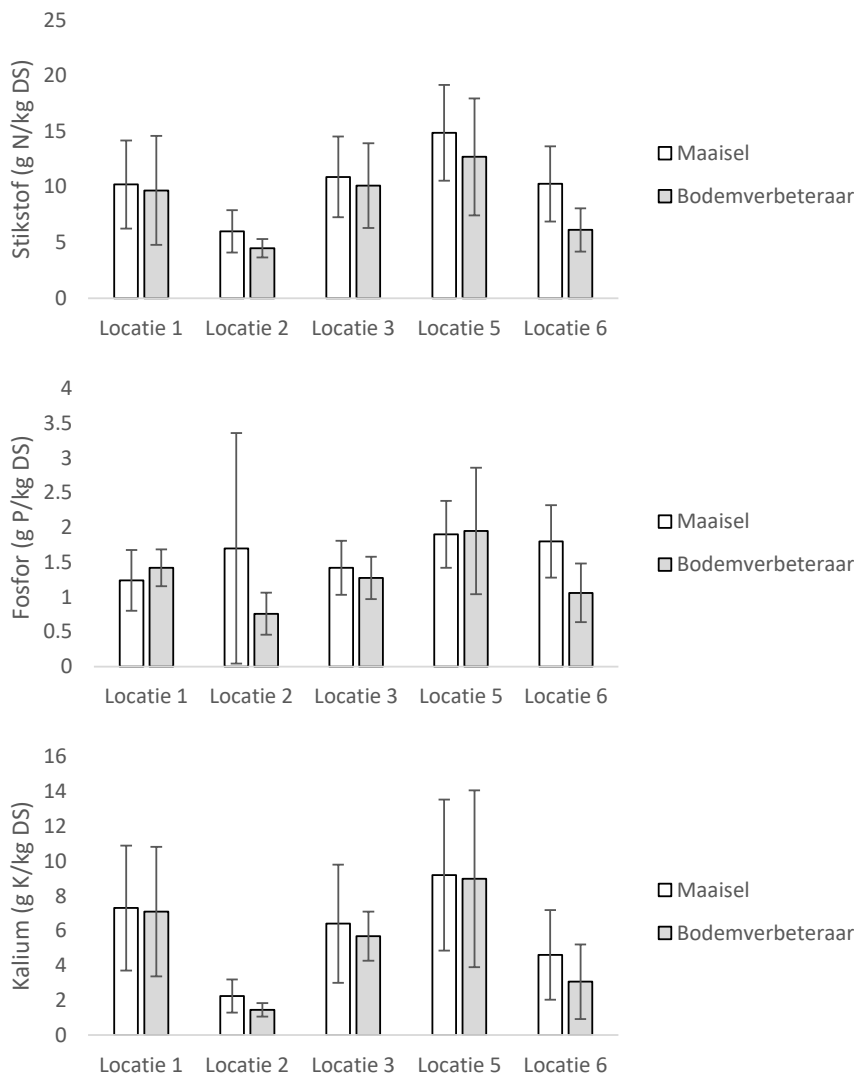 25
20
15
10
5
0
Stikstof (g N/kg DS)
Locatie 1 Locatie 2 Locatie 3 Locatie 5 Locatie 6
Maaisel
Bodemverbeteraar
4
3.5
3
2.5
2
1.5
1
0.5
0
Fosfor (g P/kg DS)
Locatie 1 Locatie 2 Locatie 3 Locatie 5 Locatie 6
Maaisel
Bodemverbeteraar
16
14
12
10
8
6
4
2
0
Kalium (g K/kg DS)
Locatie 1 Locatie 2 Locatie 3 Locatie 5 Locatie 6
Maaisel
Bodemverbeteraar